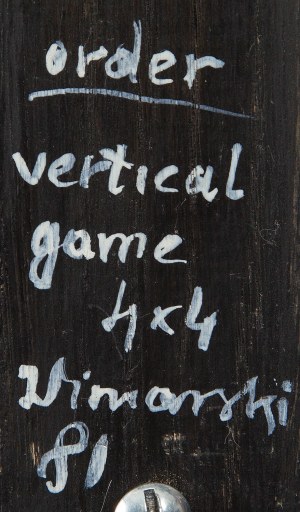 order
vertical
game
4x4
Winiarski
81